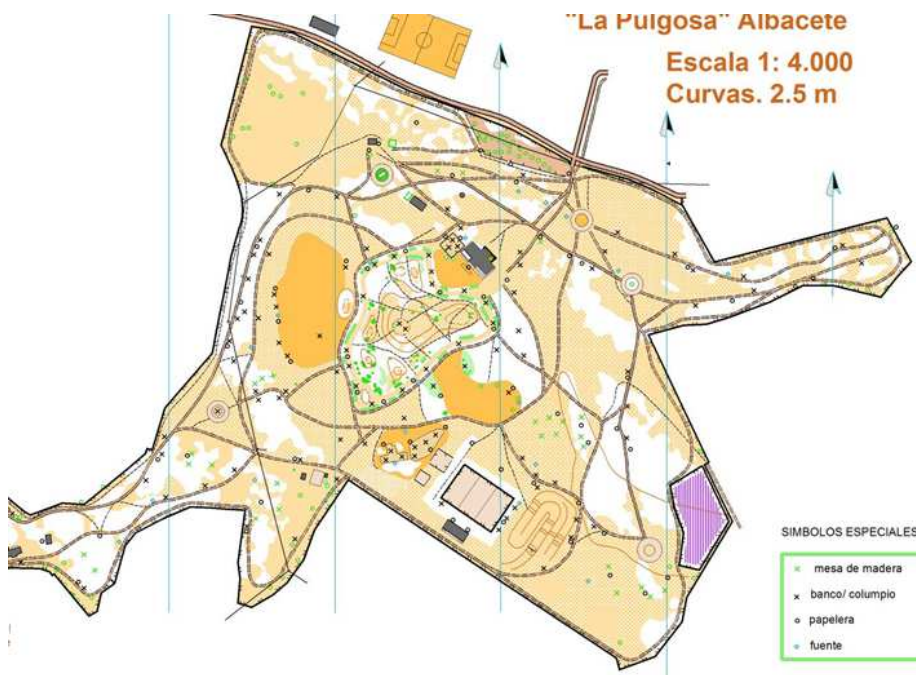 "La Pulgosa" Albacete
Escala 1: 4.000
Curvas. 2.5 m
SIMBOLOS ESPECIALES
mesa de madera
banco/ columpio
papelera
fuente